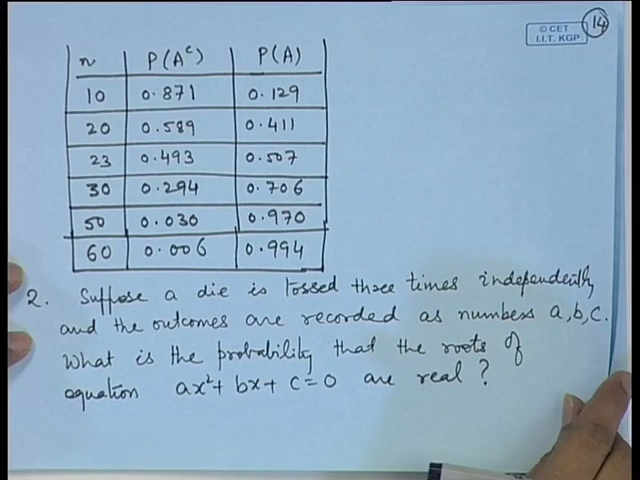 © CET
I.I.T. KGP
14
n P(Aᶜ) P(A)
10 0.871 0.129
20 0.589 0.411
23 0.493 0.507
30 0.294 0.706
50 0.030 0.970
60 0.006 0.994
2. Suppose a die is tossed three times independently
and the outcomes are recorded as numbers a,b,c.
What is the probability that the roots of
equation ax²+ bx+ c=0 are real?